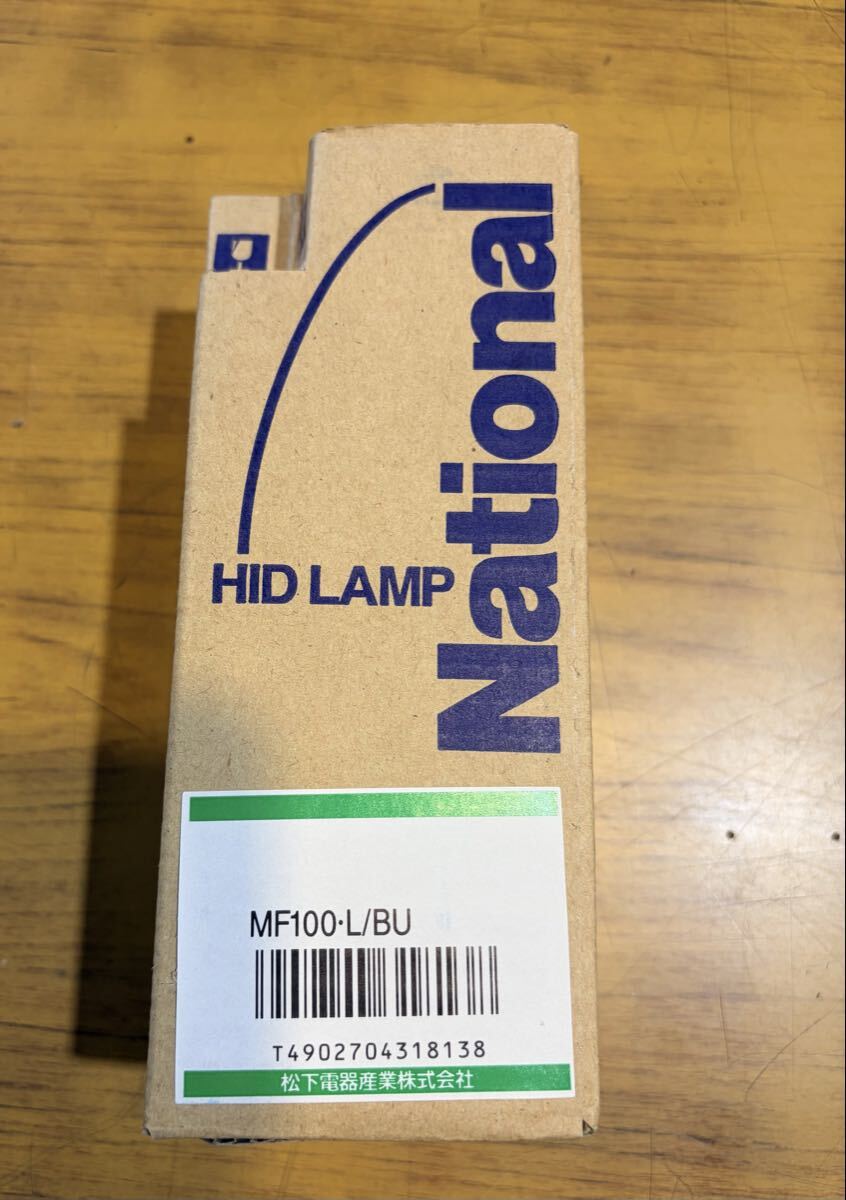 National
HID LAMP
MF100·L/BU
T4902704318138
松下電器産業株式会社